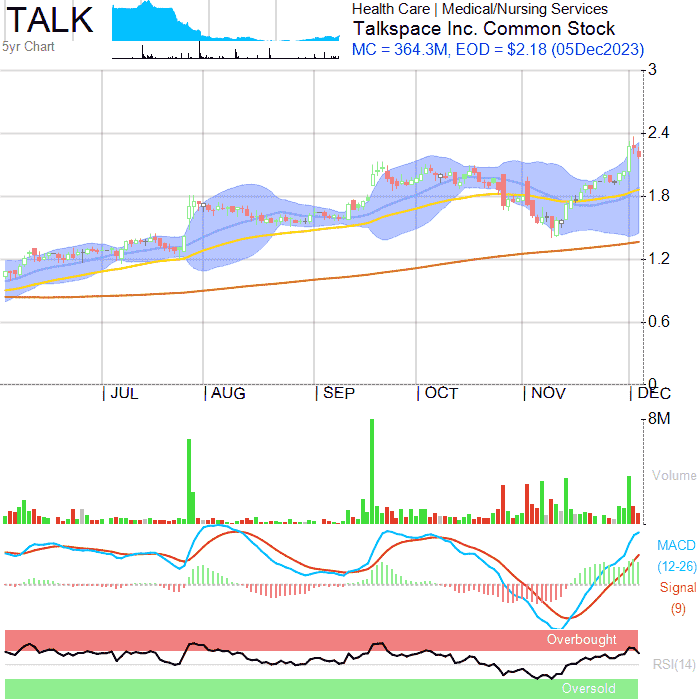 TALK
5yr Chart
Health Care | Medical/Nursing Services
Talkspace Inc. Common Stock
MC = 364.3M, EOD = $2.18 (05Dec2023)
3
2.4
1.8
1.2
0.6
0
JUL
AUG
SEP
OCT
NOV
DEC
8M
Volume
MACD
(12-26)
Signal
(9)
Overbought
RSI(14)
Oversold